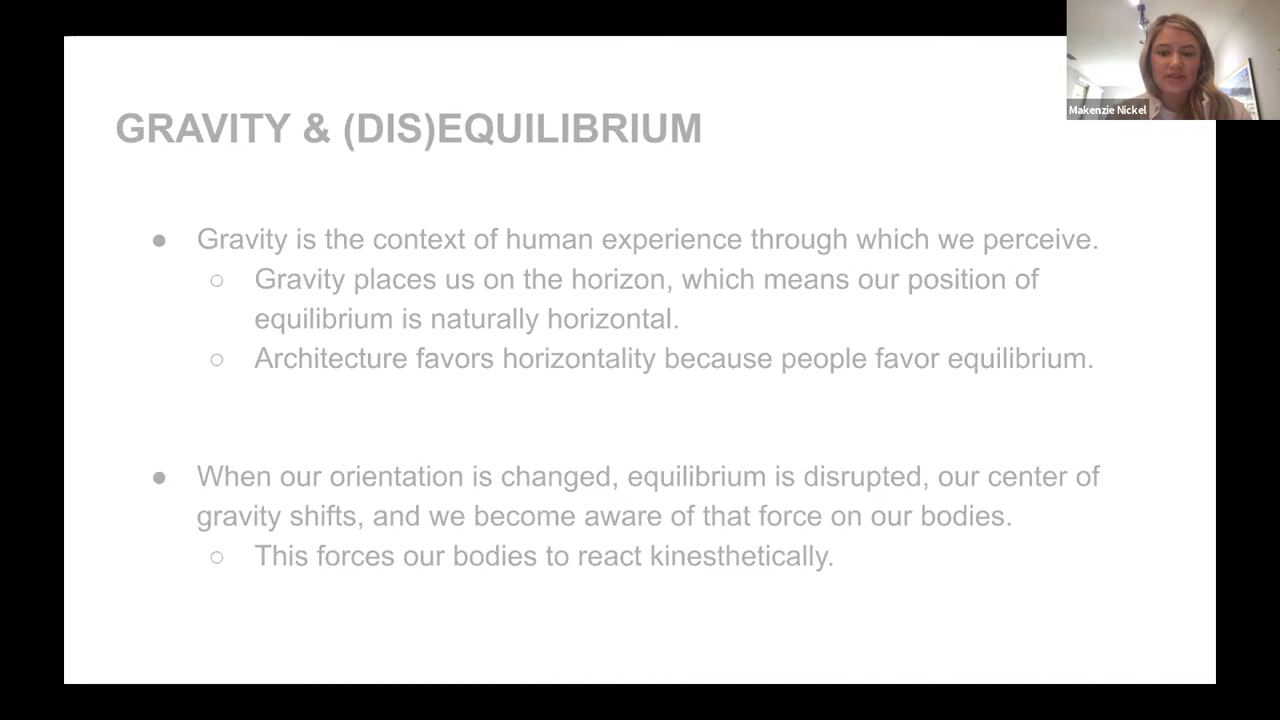 GRAVITY & (DIS)EQUILIBRIUM
Makenzie Nickel
● Gravity is the context of human experience through which we perceive.
○ Gravity places us on the horizon, which means our position of
equilibrium is naturally horizontal.
○ Architecture favors horizontality because people favor equilibrium.
● When our orientation is changed, equilibrium is disrupted, our center of
gravity shifts, and we become aware of that force on our bodies.
○ This forces our bodies to react kinesthetically.